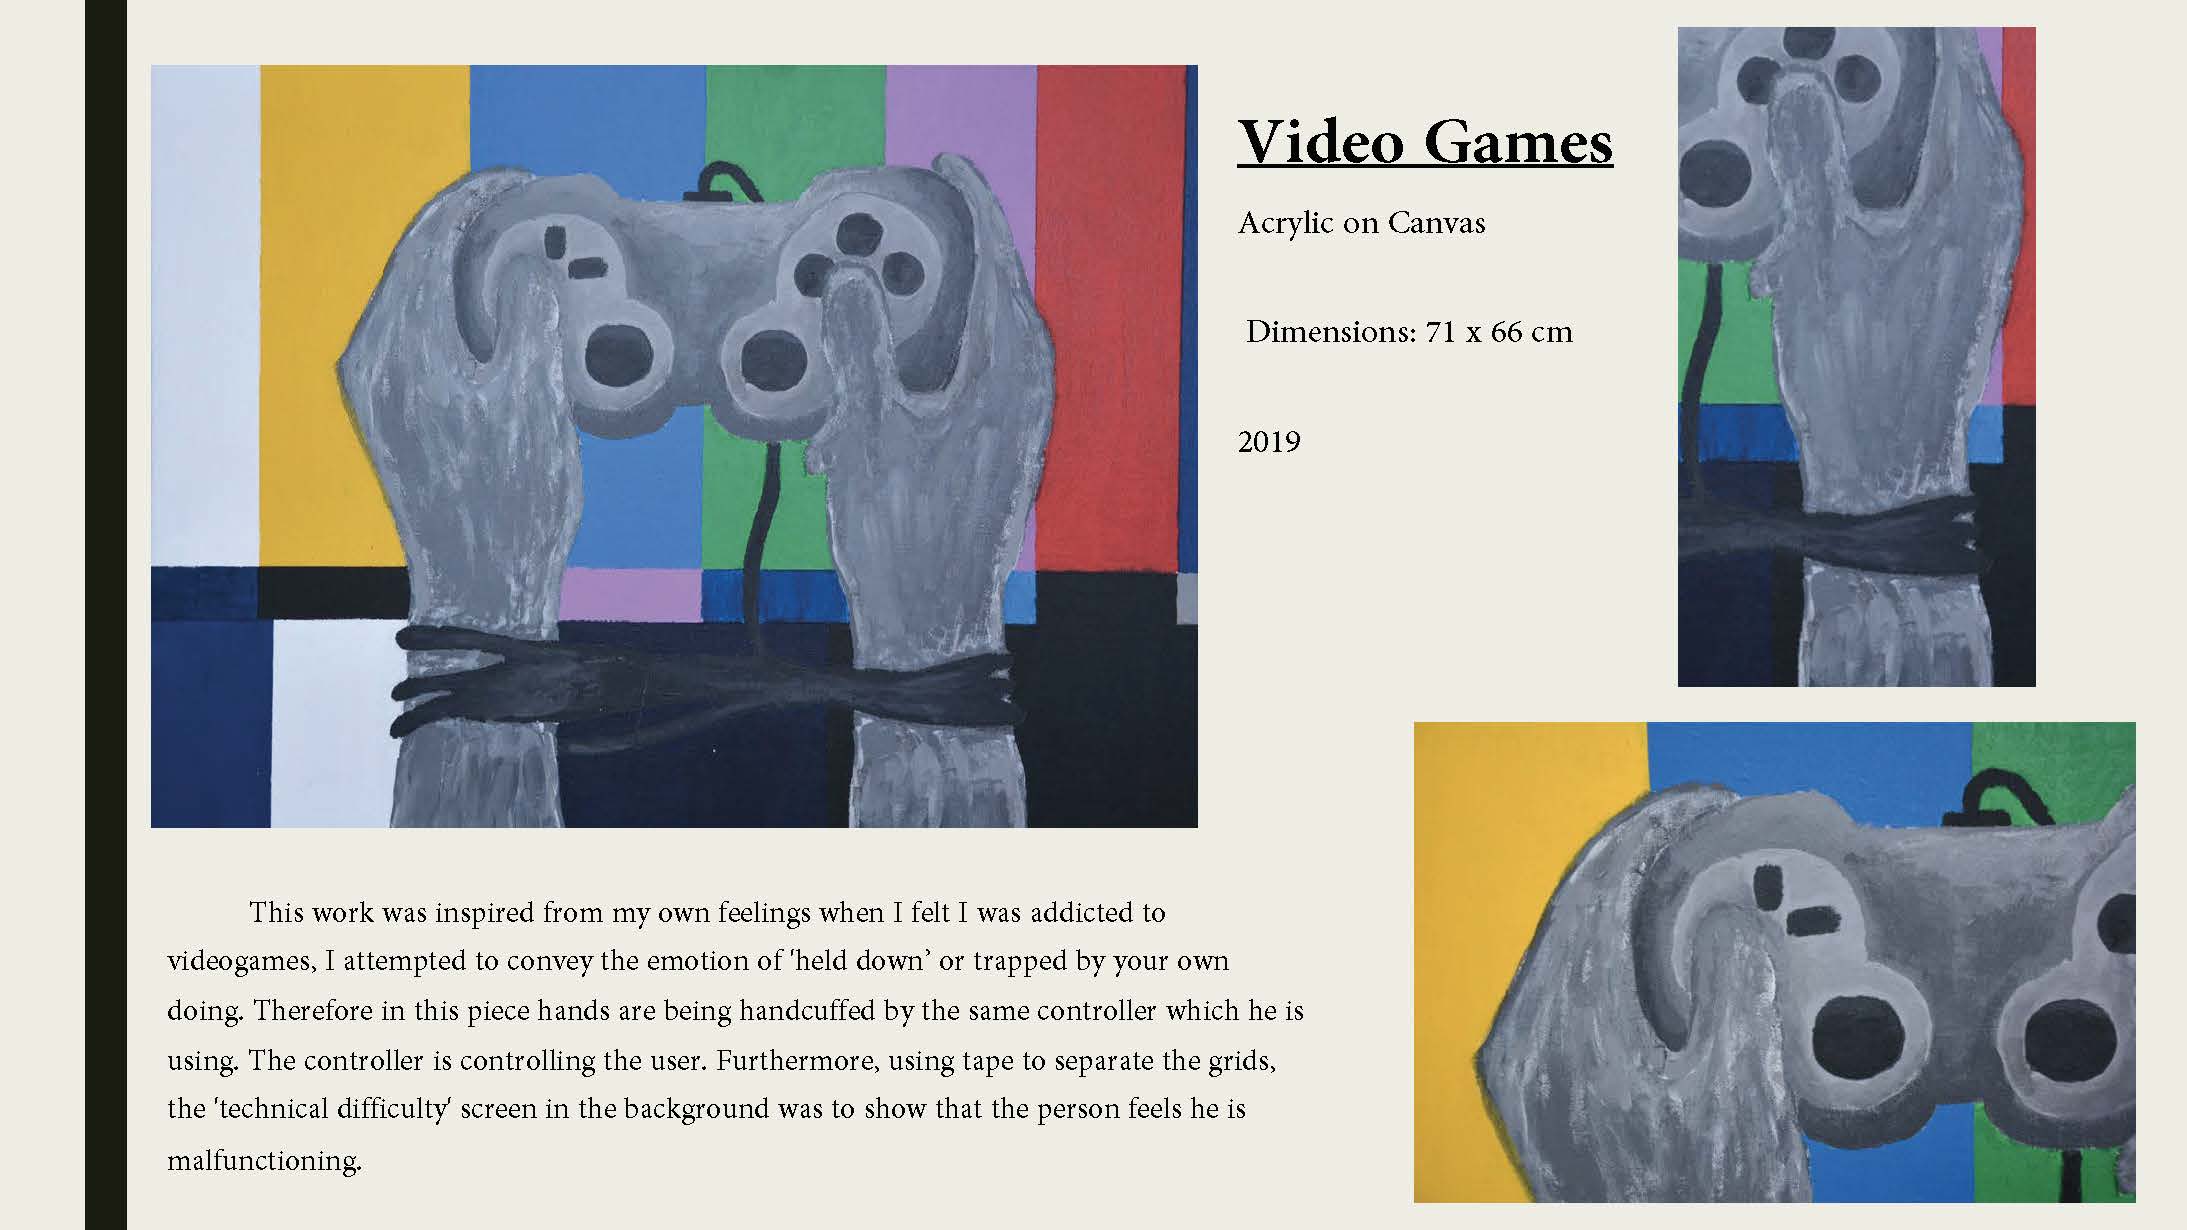 Video Games
Acrylic on Canvas
Dimensions: 71 x 66 cm
2019
This work was inspired from my own feelings when I felt I was addicted to
videogames, I attempted to convey the emotion of 'held down’ or trapped by your own
doing. Therefore in this piece hands are being handcuffed by the same controller which he is
using. The controller is controlling the user. Furthermore, using tape to separate the grids,
the 'technical difficulty' screen in the background was to show that the person feels he is
malfunctioning.